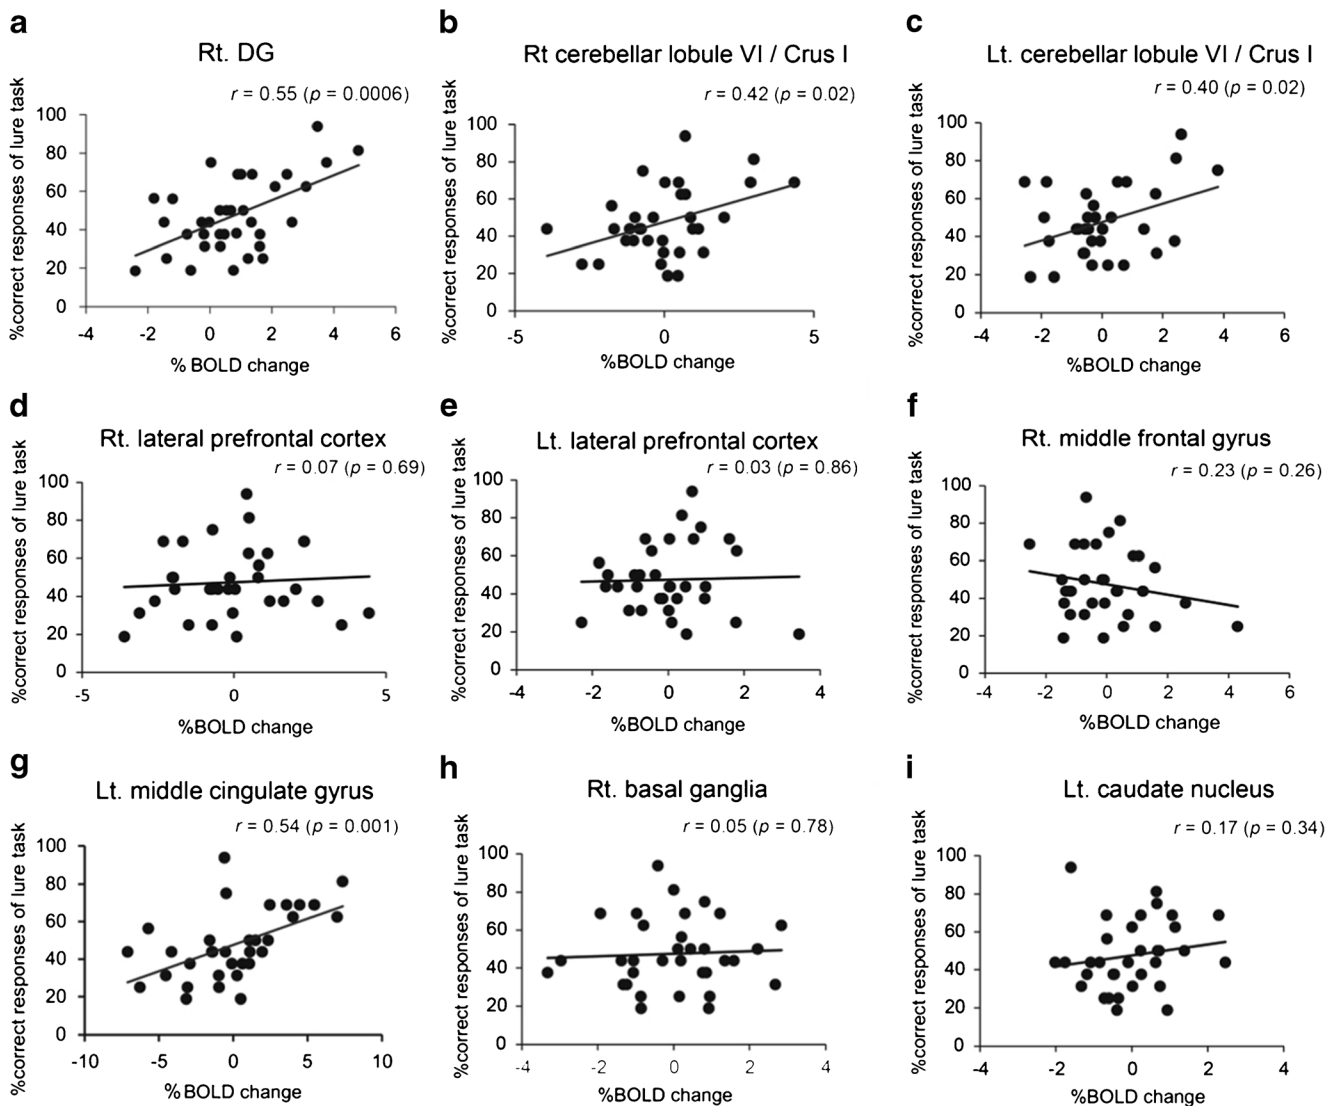 a
Rt. DG
r = 0.55 (p = 0.0006)
%correct responses of lure task
100
80
60
40
20
0
-4 -2 0 2 4 6
% BOLD change
b
Rt cerebellar lobule VI / Crus I
r = 0.42 (p = 0.02)
%correct responses of lure task
100
80
60
40
20
0
-5 0 5
%BOLD change
c
Lt. cerebellar lobule VI / Crus I
r = 0.40 (p = 0.02)
%correct responses of lure task
100
80
60
40
20
0
-4 -2 0 2 4 6
%BOLD change
d
Rt. lateral prefrontal cortex
r = 0.07 (p = 0.69)
%correct responses of lure task
100
80
60
40
20
0
-5 0 5
%BOLD change
e
Lt. lateral prefrontal cortex
r = 0.03 (p = 0.86)
%correct responses of lure task
100
80
60
40
20
0
-4 -2 0 2 4
%BOLD change
f
Rt. middle frontal gyrus
r = 0.23 (p = 0.26)
%correct responses of lure task
100
80
60
40
20
0
-4 -2 0 2 4 6
%BOLD change
g
Lt. middle cingulate gyrus
r = 0.54 (p = 0.001)
%correct responses of lure task
100
80
60
40
20
0
-10 -5 0 5 10
%BOLD change
h
Rt. basal ganglia
r = 0.05 (p = 0.78)
%correct responses of lure task
100
80
60
40
20
0
-4 -2 0 2 4
%BOLD change
i
Lt. caudate nucleus
r = 0.17 (p = 0.34)
%correct responses of lure task
100
80
60
40
20
0
-4 -2 0 2 4
%BOLD change